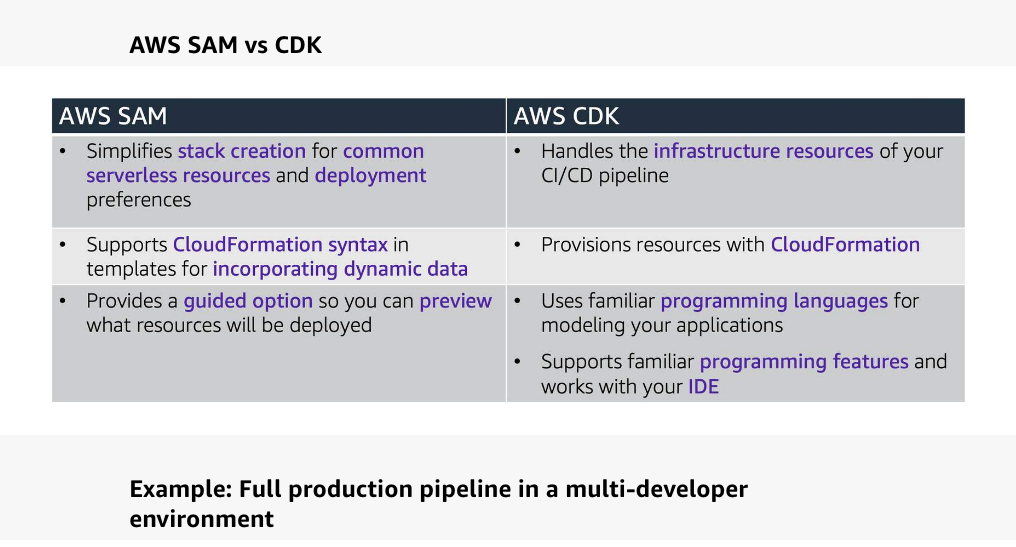 AWS SAM vs CDK
AWS SAM
AWS CDK
• Simplifies stack creation for common
serverless resources and deployment
preferences
• Handles the infrastructure resources of your
CI/CD pipeline
• Supports CloudFormation syntax in
templates for incorporating dynamic data
• Provisions resources with CloudFormation
• Provides a guided option so you can preview
what resources will be deployed
• Uses familiar programming languages for
modeling your applications
• Supports familiar programming features and
works with your IDE
Example: Full production pipeline in a multi-developer
environment